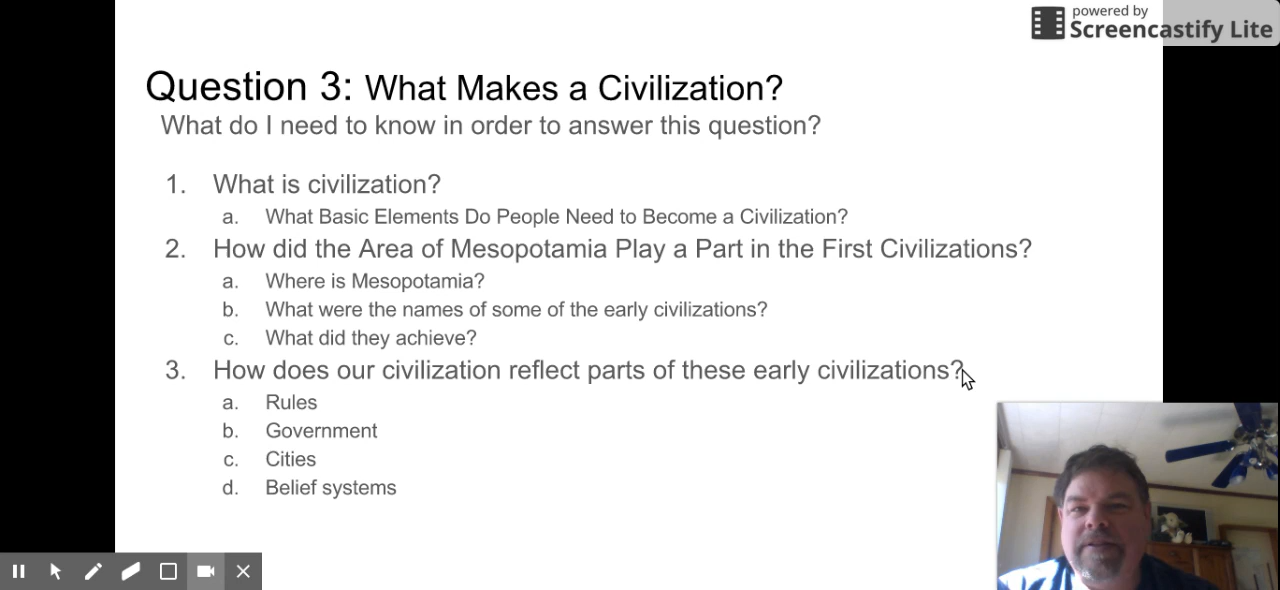 powered by
Screencastify Lite
Question 3: What Makes a Civilization?
What do I need to know in order to answer this question?
1. What is civilization?
a. What Basic Elements Do People Need to Become a Civilization?
2. How did the Area of Mesopotamia Play a Part in the First Civilizations?
a. Where is Mesopotamia?
b. What were the names of some of the early civilizations?
c. What did they achieve?
3. How does our civilization reflect parts of these early civilizations?
a. Rules
b. Government
c. Cities
d. Belief systems